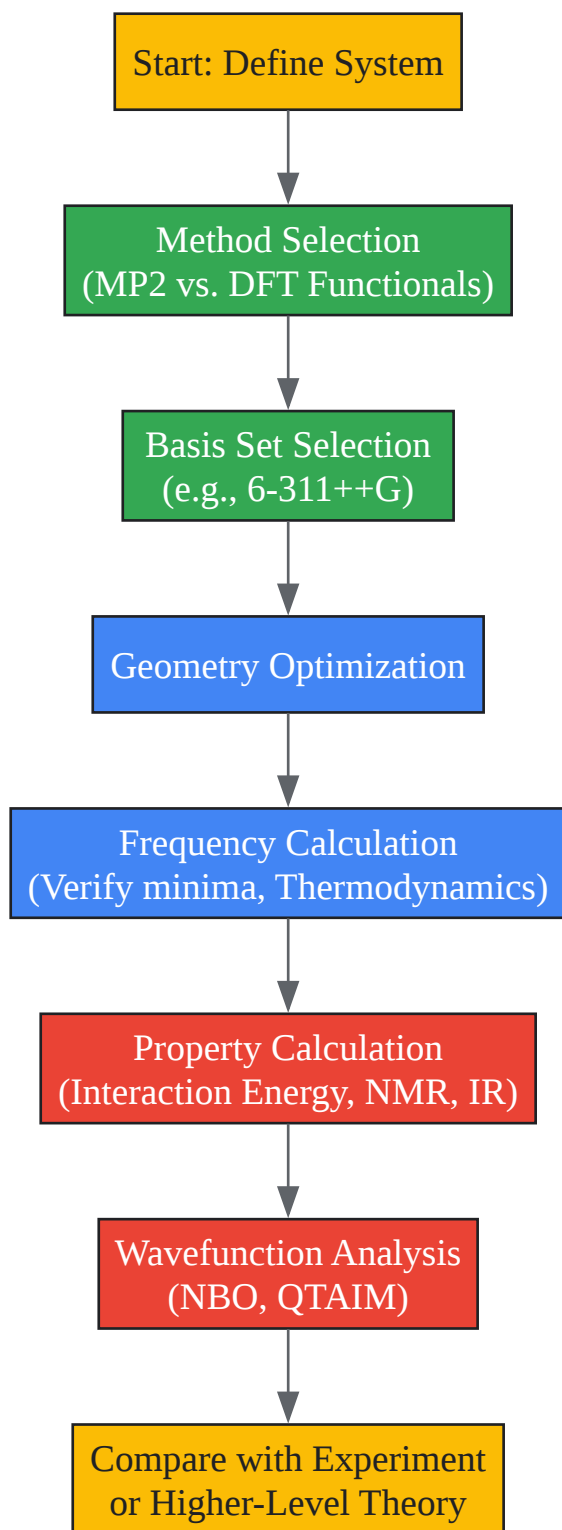 Start: Define System
Method Selection
(MP2 vs. DFT Functionals)
Basis Set Selection
(e.g., 6-311++G)
Geometry Optimization
Frequency Calculation
(Verify minima, Thermodynamics)
Property Calculation
(Interaction Energy, NMR, IR)
Wavefunction Analysis
(NBO, QTAIM)
Compare with Experiment
or Higher-Level Theory